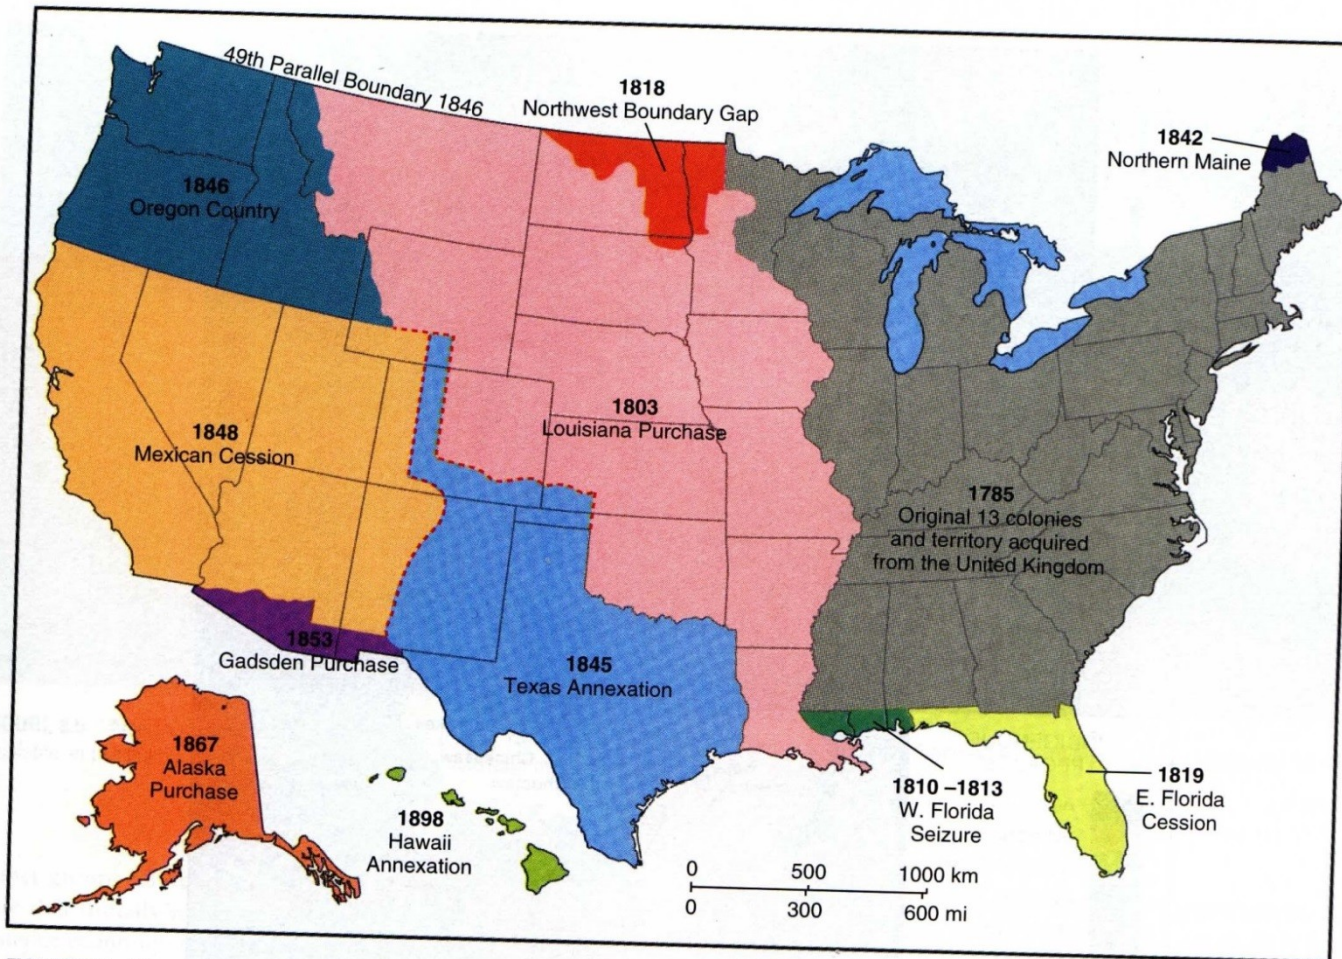 49th Parallel Boundary 1846
1818
Northwest Boundary Gap
1842
Northern Maine
1846
Oregon Country
1803
Louisiana Purchase
1848
Mexican Cession
1785
Original 13 colonies
and territory acquired
from the United Kingdom
1853
Gadsden Purchase
1845
Texas Annexation
1867
Alaska
Purchase
1898
Hawaii
Annexation
1810 –1813
W. Florida
Seizure
1819
E. Florida
Cession
0 500 1000 km
0 300 600 mi